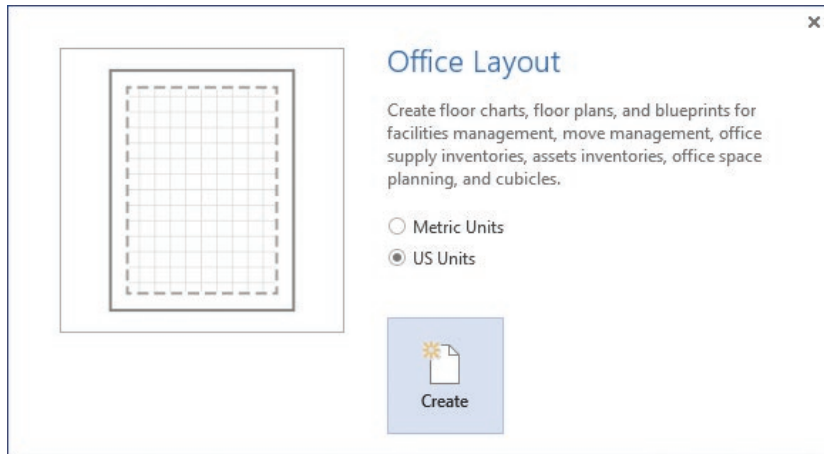 Office Layout
Create floor charts, floor plans, and blueprints for
facilities management, move management, office
supply inventories, assets inventories, office space
planning, and cubicles.
Metric Units
US Units
Create